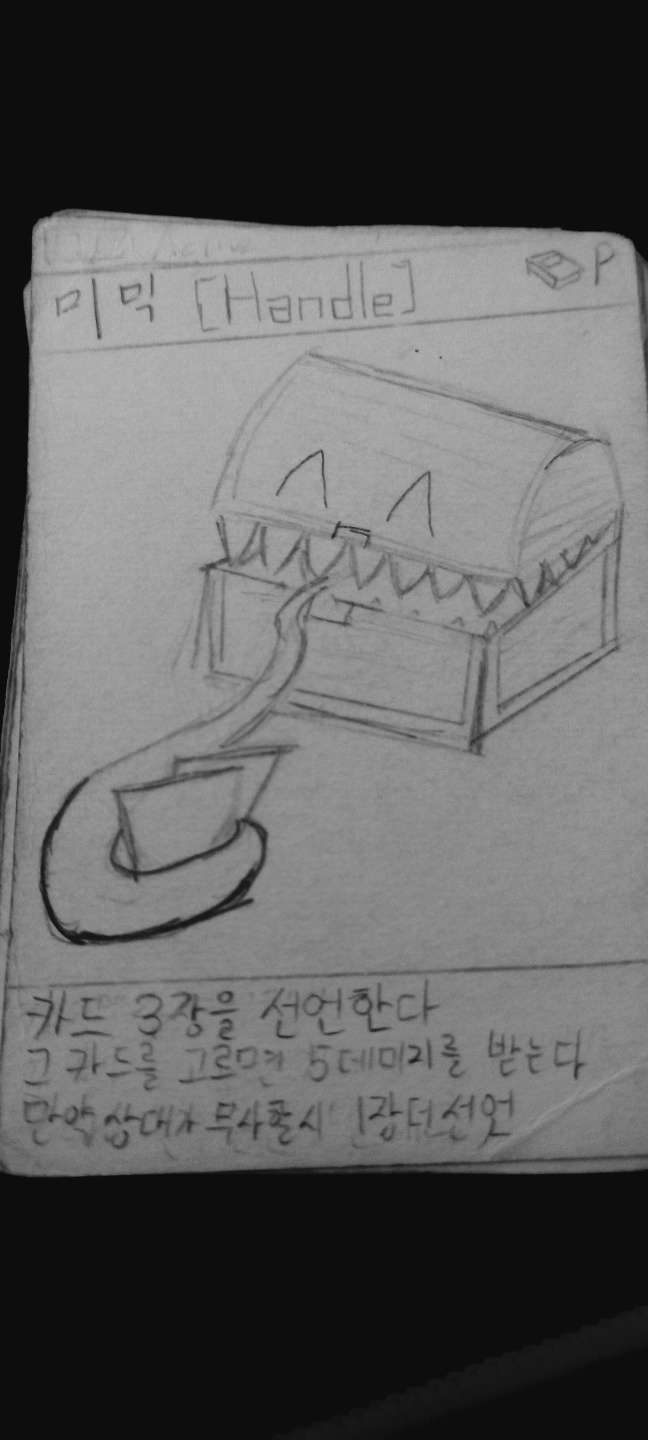 미믹 [Handle] P
카드 3장을 선언한다
그 카드를 고르면 5데미지를 받는다
만약 상대가 무사할시 1장 더 선언